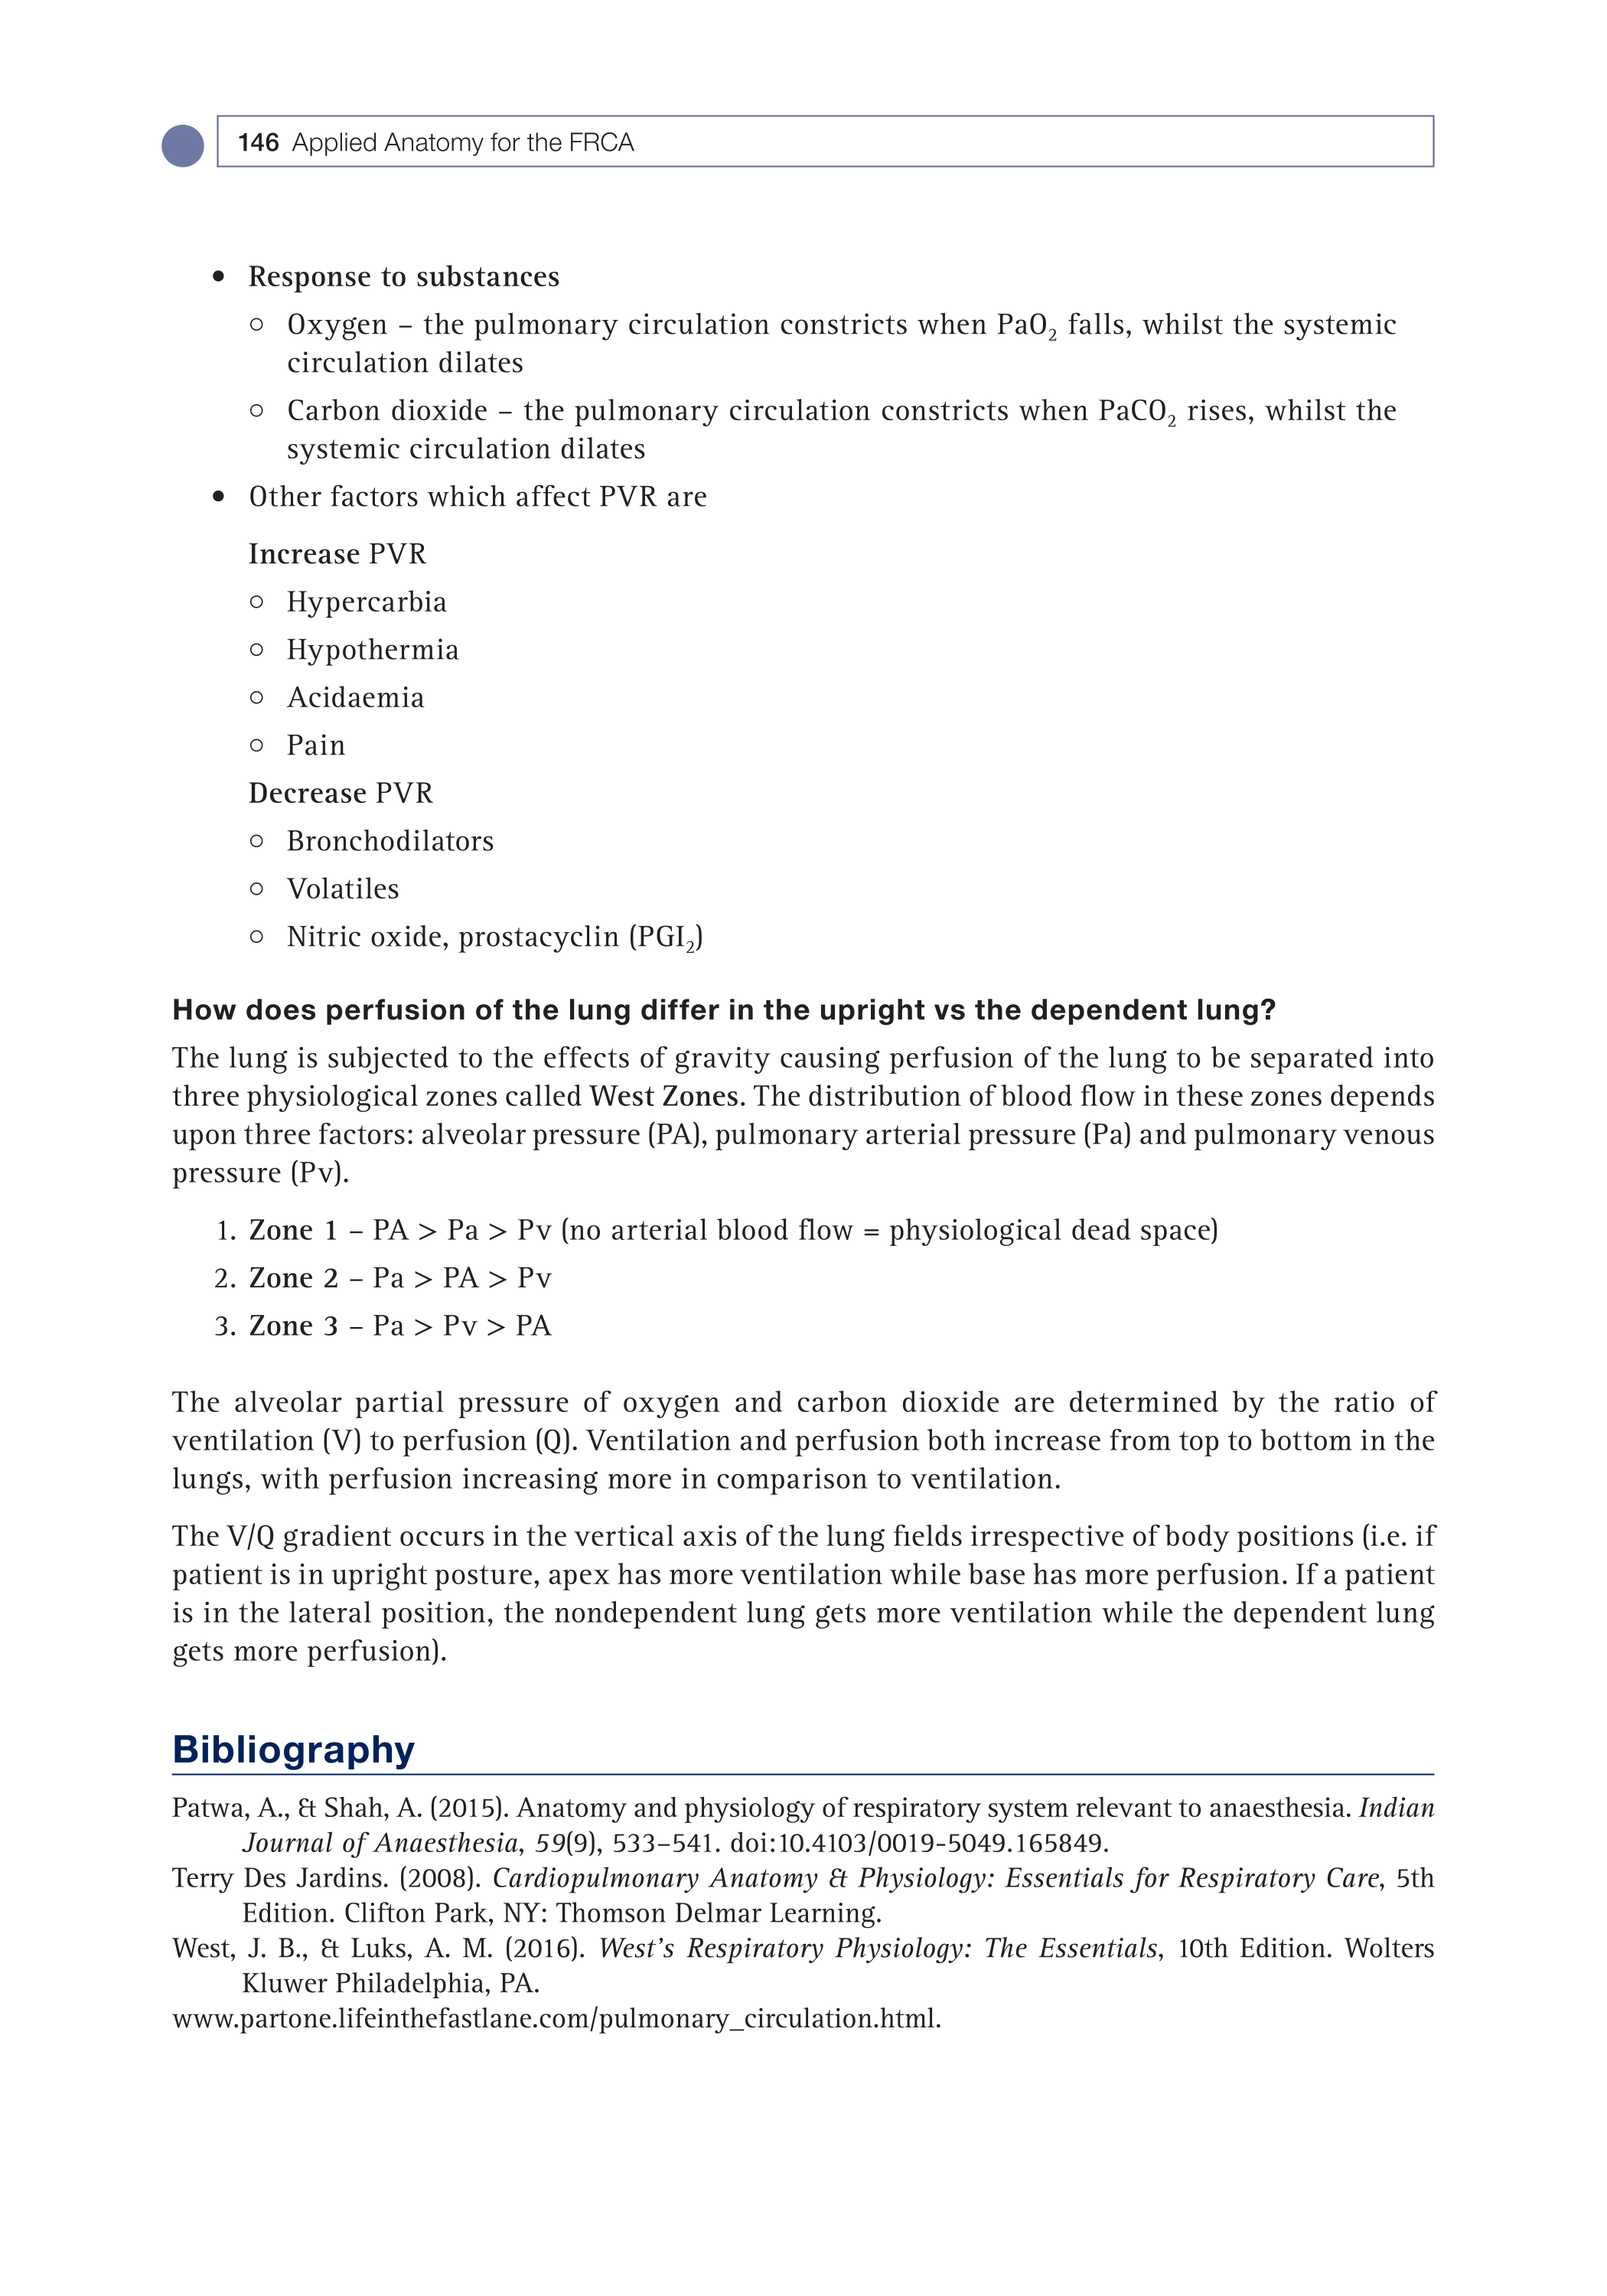 146 Applied Anatomy for the FRCA
• Response to substances
○ Oxygen – the pulmonary circulation constricts when PaO₂ falls, whilst the systemic
circulation dilates
○ Carbon dioxide – the pulmonary circulation constricts when PaCO₂ rises, whilst the
systemic circulation dilates
• Other factors which affect PVR are
Increase PVR
○ Hypercarbia
○ Hypothermia
○ Acidaemia
○ Pain
Decrease PVR
○ Bronchodilators
○ Volatiles
○ Nitric oxide, prostacyclin (PGI₂)
How does perfusion of the lung differ in the upright vs the dependent lung?
The lung is subjected to the effects of gravity causing perfusion of the lung to be separated into
three physiological zones called West Zones. The distribution of blood flow in these zones depends
upon three factors: alveolar pressure (PA), pulmonary arterial pressure (Pa) and pulmonary venous
pressure (Pv).
1. Zone 1 – PA > Pa > Pv (no arterial blood flow = physiological dead space)
2. Zone 2 – Pa > PA > Pv
3. Zone 3 – Pa > Pv > PA
The alveolar partial pressure of oxygen and carbon dioxide are determined by the ratio of
ventilation (V) to perfusion (Q). Ventilation and perfusion both increase from top to bottom in the
lungs, with perfusion increasing more in comparison to ventilation.
The V/Q gradient occurs in the vertical axis of the lung fields irrespective of body positions (i.e. if
patient is in upright posture, apex has more ventilation while base has more perfusion. If a patient
is in the lateral position, the nondependent lung gets more ventilation while the dependent lung
gets more perfusion).
Bibliography
Patwa, A., & Shah, A. (2015). Anatomy and physiology of respiratory system relevant to anaesthesia. Indian
Journal of Anaesthesia, 59(9), 533–541. doi:10.4103/0019-5049.165849.
Terry Des Jardins. (2008). Cardiopulmonary Anatomy & Physiology: Essentials for Respiratory Care, 5th
Edition. Clifton Park, NY: Thomson Delmar Learning.
West, J. B., & Luks, A. M. (2016). West's Respiratory Physiology: The Essentials, 10th Edition. Wolters
Kluwer Philadelphia, PA.
www.partone.lifeinthefastlane.com/pulmonary_circulation.html.